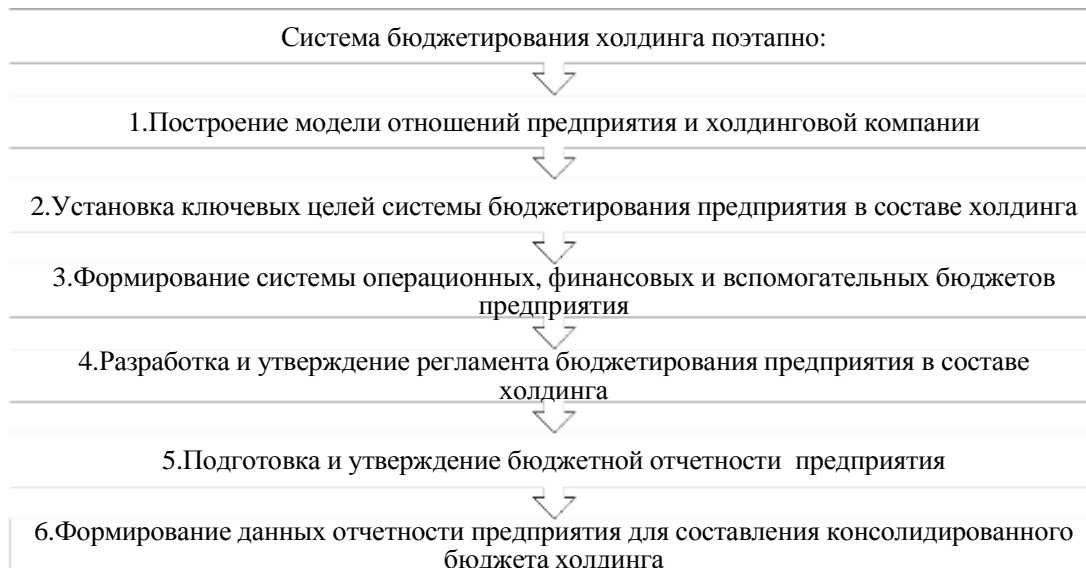 Система бюджетирования холдинга поэтапно:
1.Построение модели отношений предприятия и холдинговой компании
2.Установка ключевых целей системы бюджетирования предприятия в составе холдинга
3.Формирование системы операционных, финансовых и вспомогательных бюджетов
предприятия
4.Разработка и утверждение регламента бюджетирования предприятия в составе
холдинга
5.Подготовка и утверждение бюджетной отчетности  предприятия
6.Формирование данных отчетности предприятия для составления консолидированного
бюджета холдинга